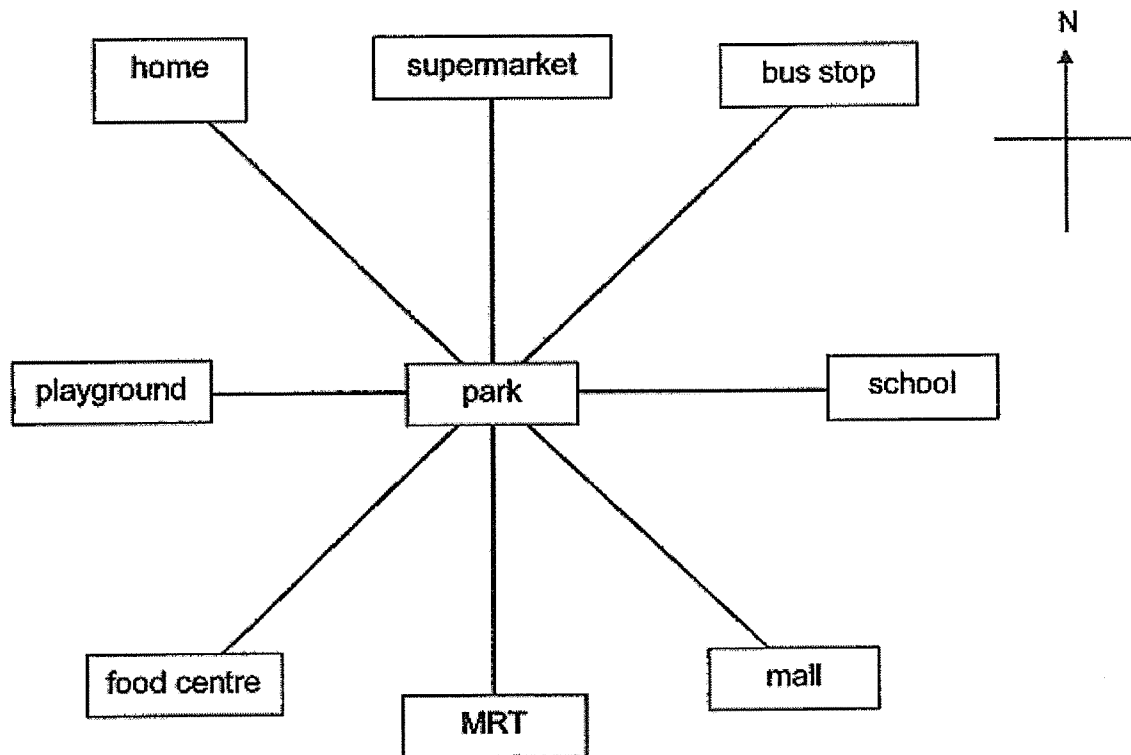 N
home
supermarket
bus stop
playground
park
school
food centre
MRT
mall